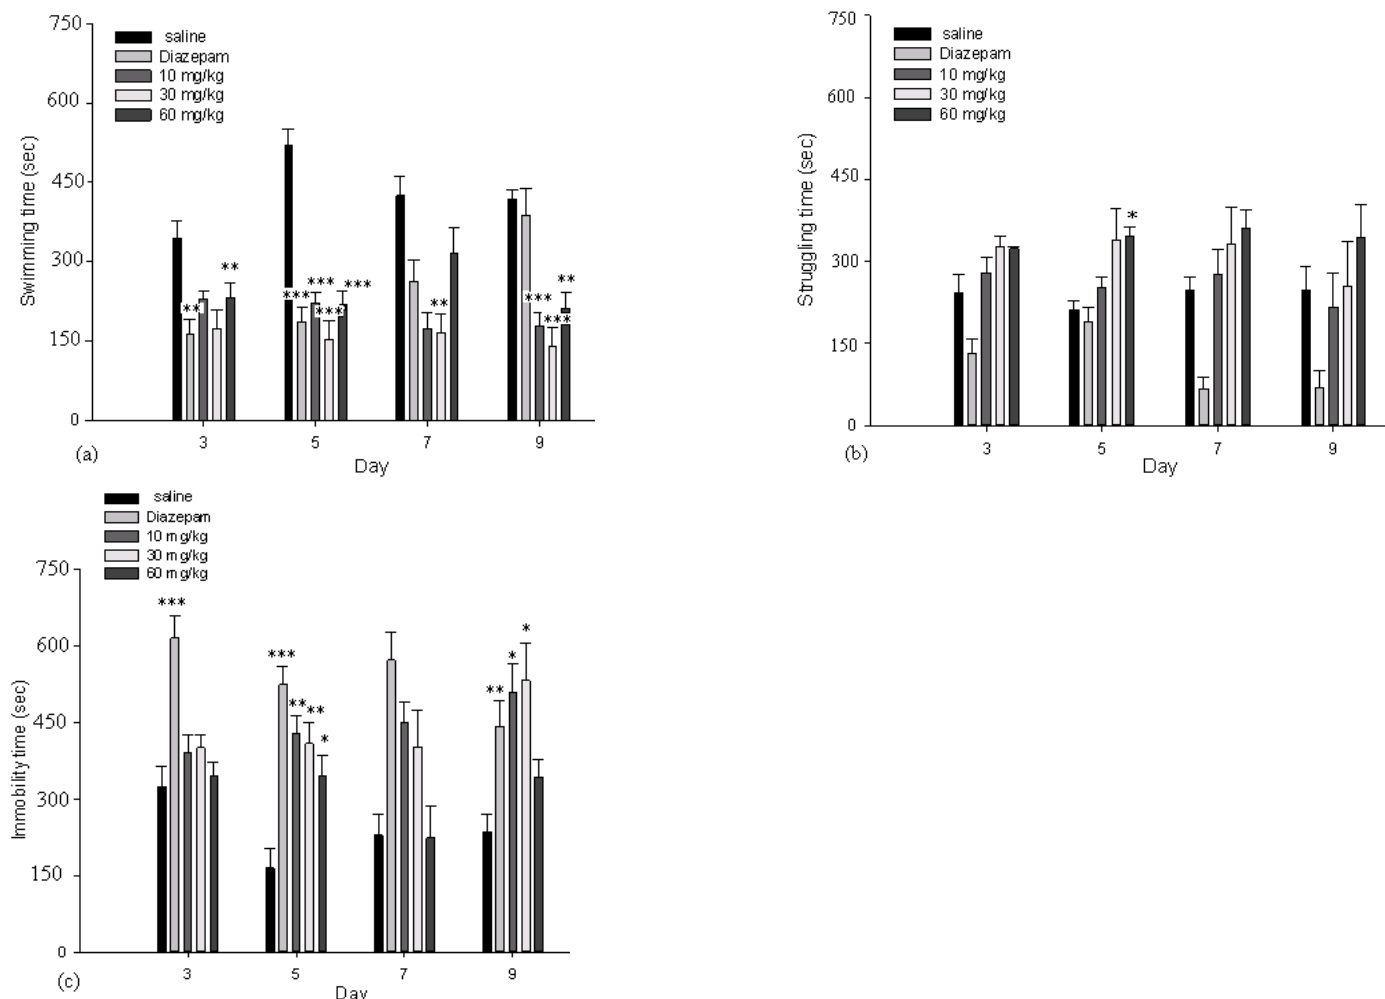 750
600
450
300
150
0
Swimming time (sec)
saline
Diazepam
10 mg/kg
30 mg/kg
60 mg/kg
**
**
***
***
***
***
**
***
***
**
3
5
7
9
Day
(a)
750
600
450
300
150
0
Struggling time (sec)
saline
Diazepam
10 mg/kg
30 mg/kg
60 mg/kg
*
3
5
7
9
Day
(b)
saline
Diazepam
10 mg/kg
30 mg/kg
60 mg/kg
750
600
450
300
150
0
Immobility time (sec)
***
***
**
**
*
**
*
*
3
5
7
9
Day
(c)